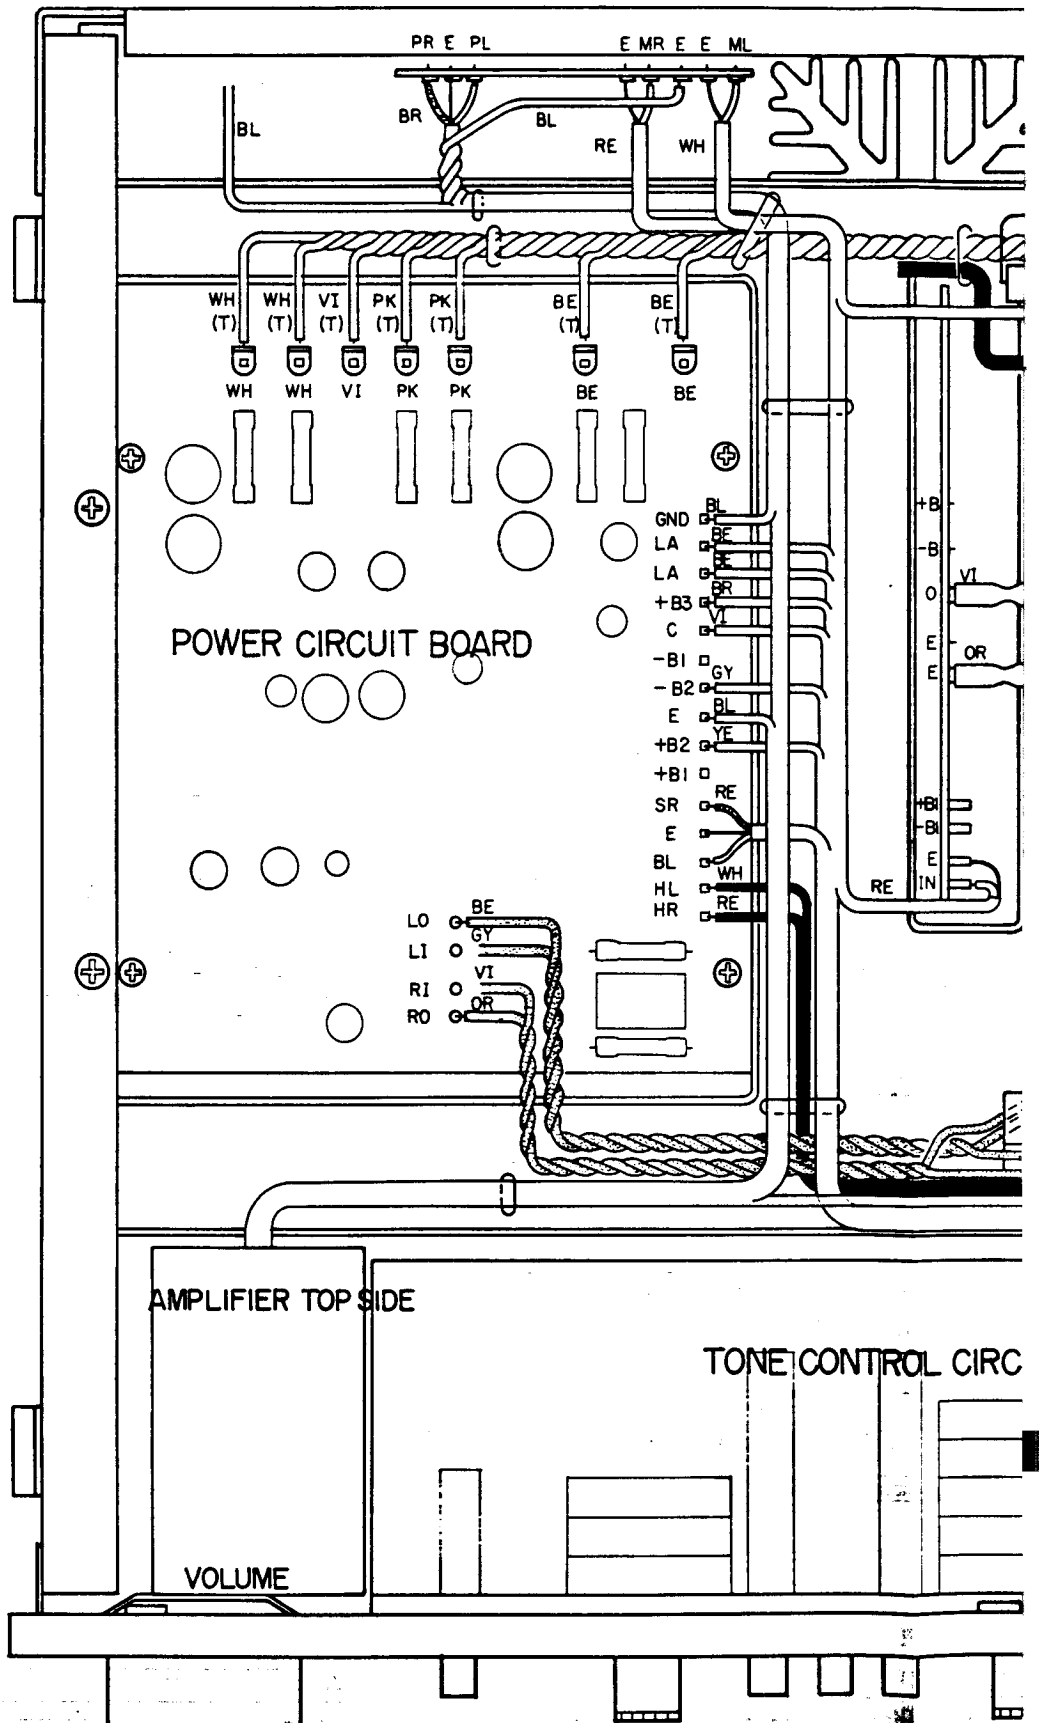 PR E PL E MR E E ML
BR BL
BL
RE WH
WH (T) WH (T) VI (T) PK (T) PK (T) BE (T) BE (T)
WH WH VI PK PK BE BE
GND BL
LA BE
LA BE
+B3 BR
C VI
-B1
-B2 GY
E BL
+B2 YE
+B1
SR RE
E
BL
HL WH
HR RE
+B
-B
O VI
E
E OR
+B1
-B1
E
IN
RE
POWER CIRCUIT BOARD
LO BE
LI GY
RI VI
RO OR
AMPLIFIER TOP SIDE
TONE CONTROL CIRC
VOLUME